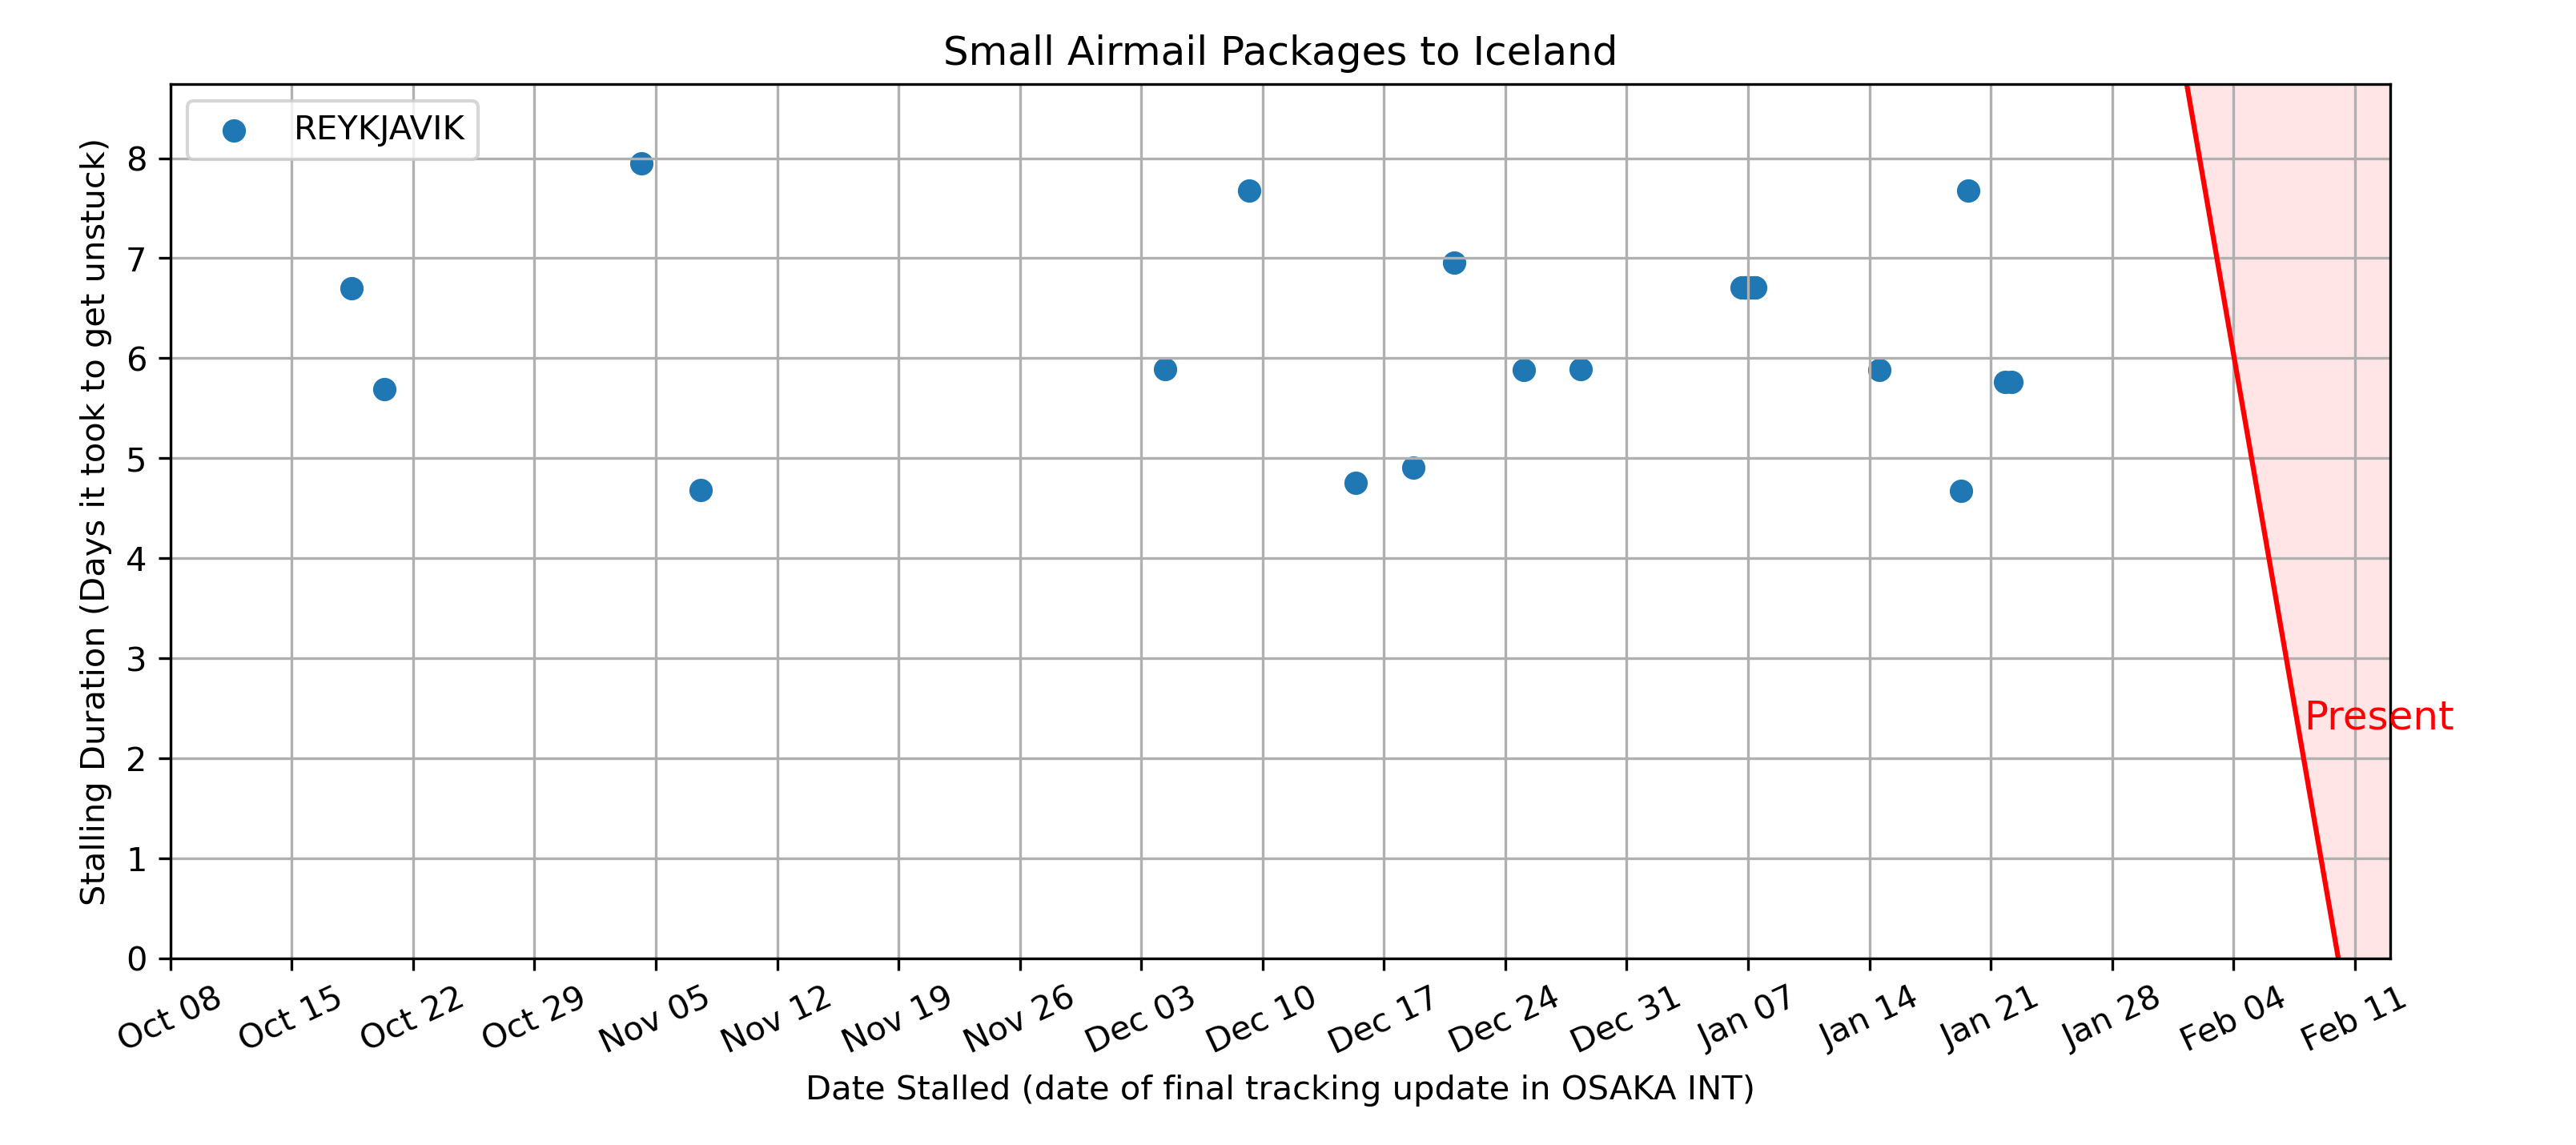 Small Airmail Packages to Iceland
REYKJAVIK
Stalling Duration (Days it took to get unstuck)
8
7
6
5
4
3
2
1
0
Present
Oct 08 Oct 15 Oct 22 Oct 29 Nov 05 Nov 12 Nov 19 Nov 26 Dec 03 Dec 10 Dec 17 Dec 24 Dec 31 Jan 07 Jan 14 Jan 21 Jan 28 Feb 04 Feb 11
Date Stalled (date of final tracking update in OSAKA INT)